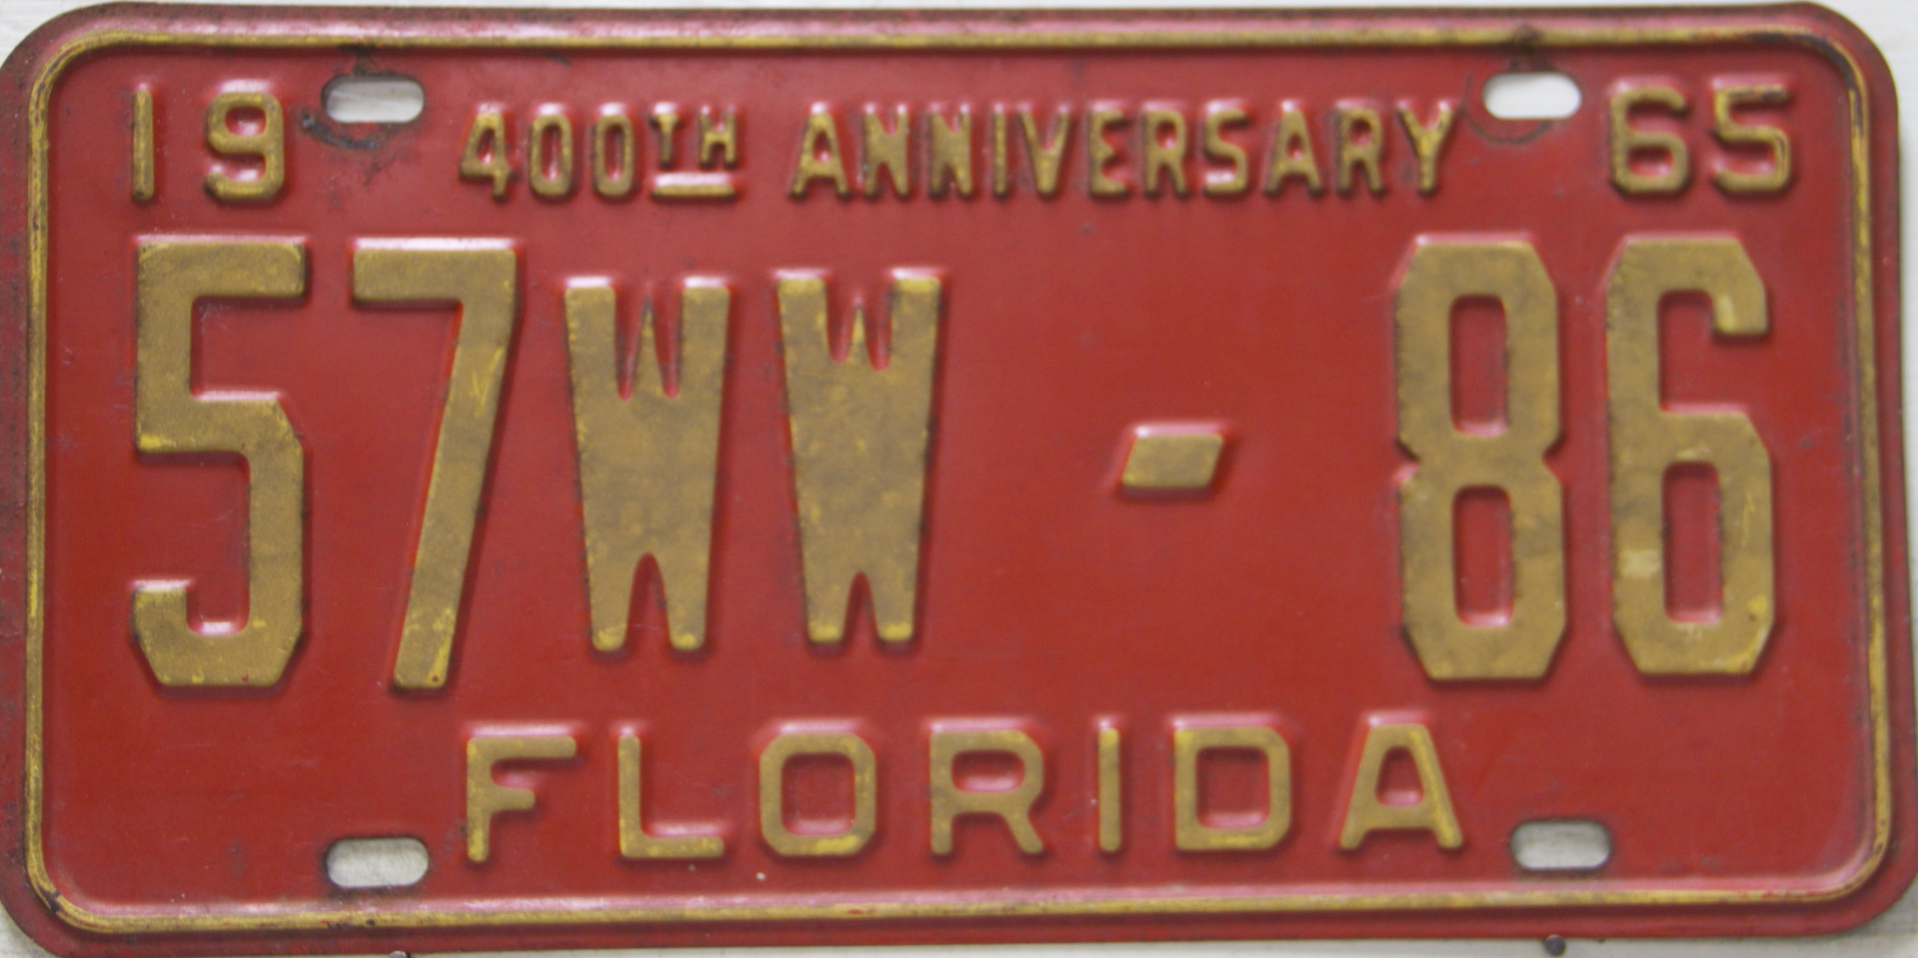 19 400TH ANNIVERSARY 65
57WW-86
FLORIDA